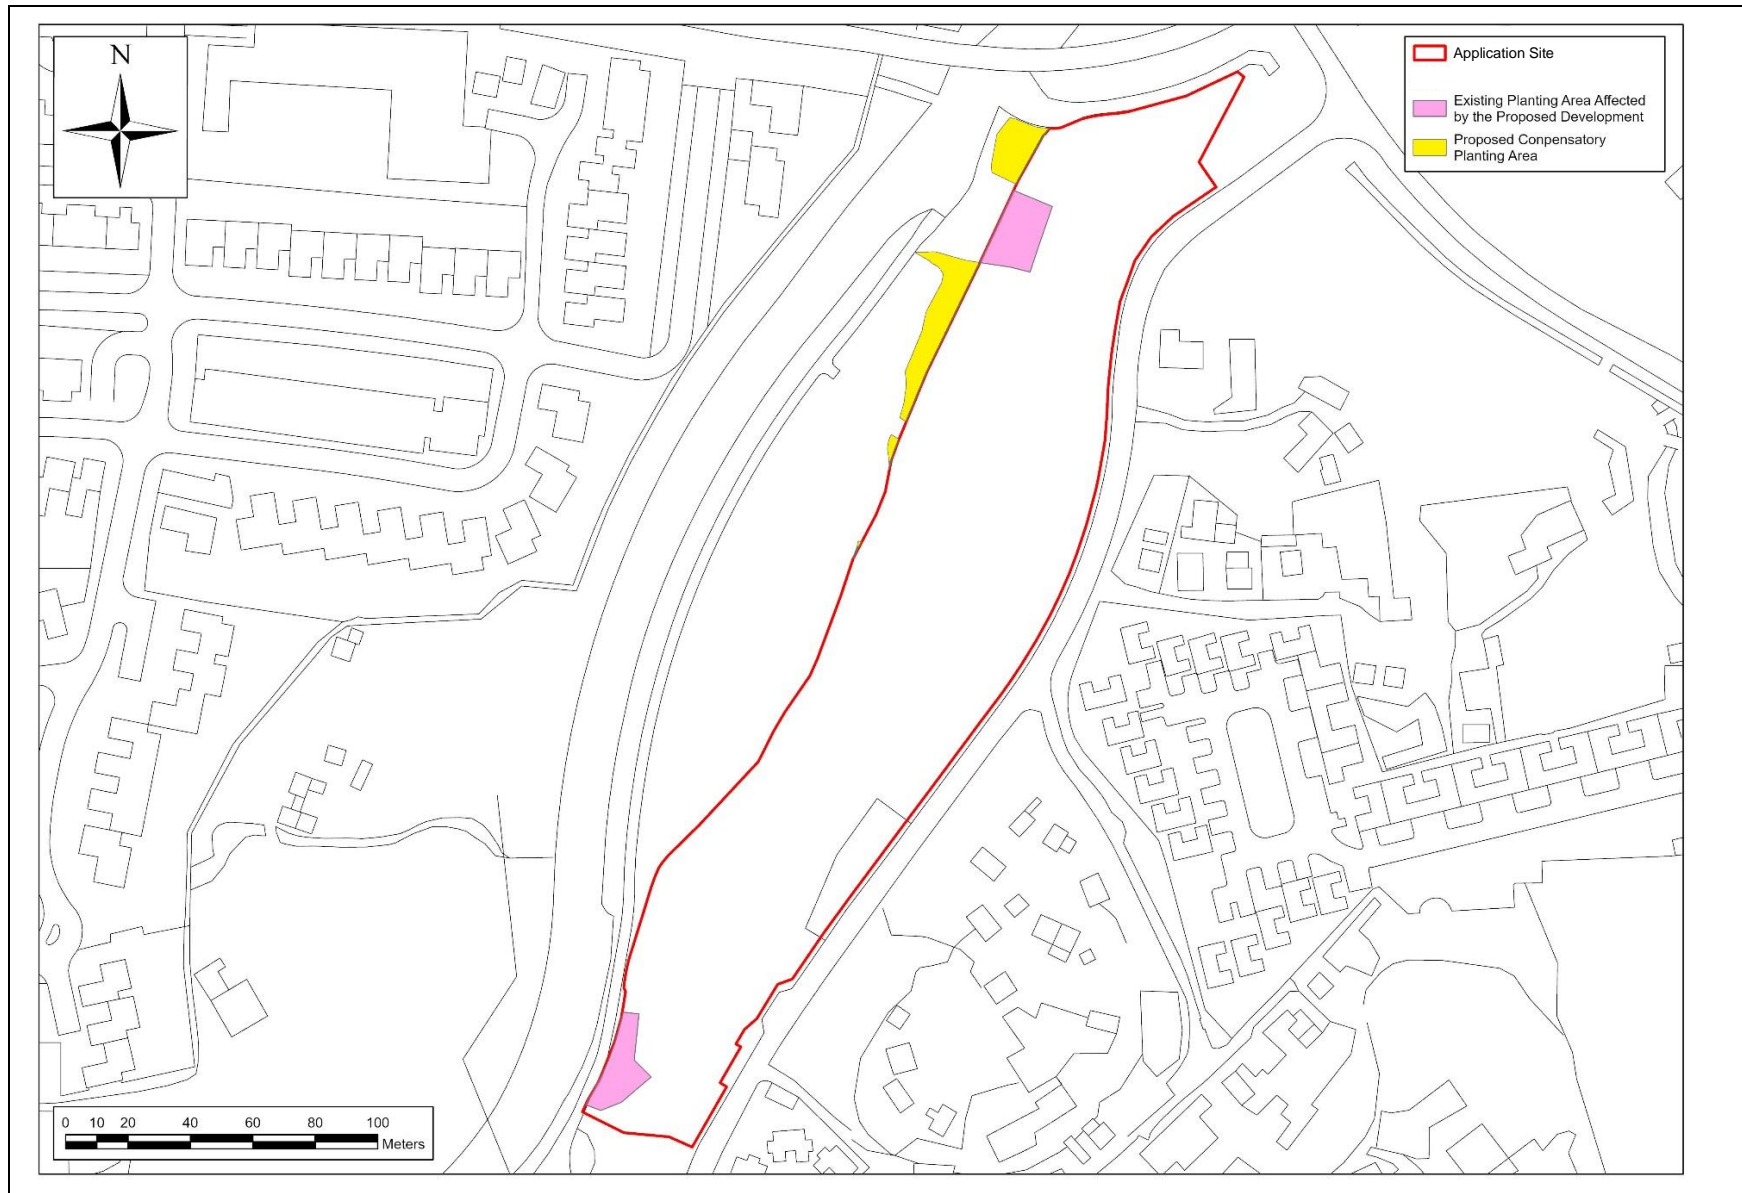 N
Application Site
Existing Planting Area Affected
by the Proposed Development
Proposed Conpensatory
Planting Area
0 10 20 40 60 80 100
Meters